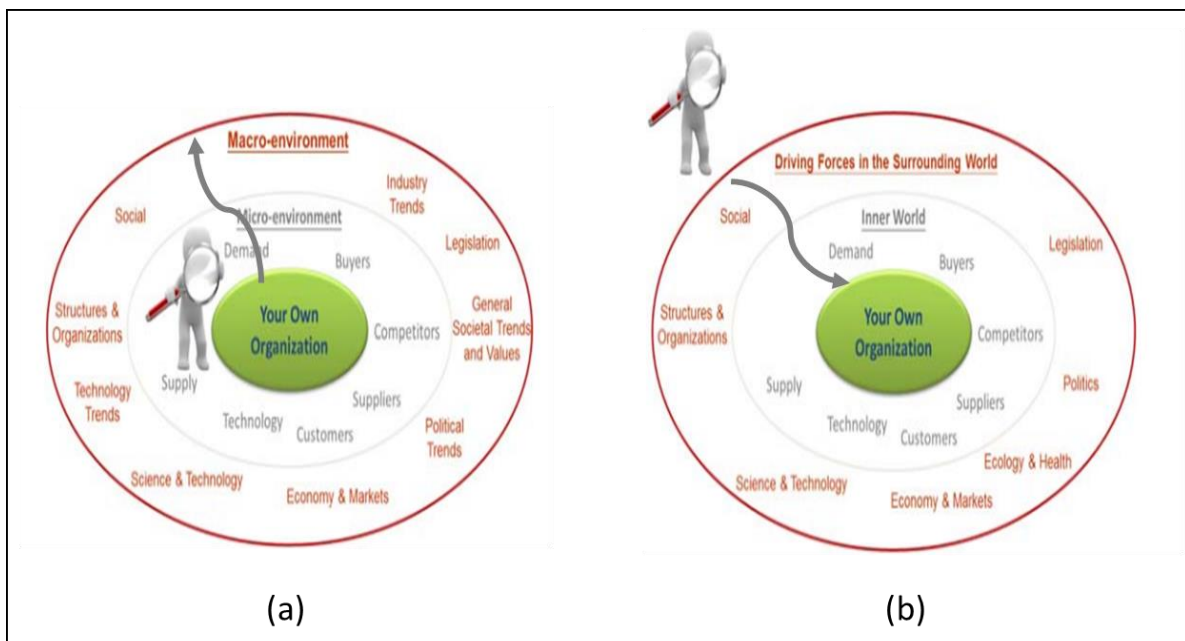 Macro-environment
Industry
Trends
Social
Micro-environment
Legislation
Demand
Buyers
Structures &
Organizations
Your Own
Organization
Competitors
General
Societal Trends
and Values
Technology
Trends
Supply
Suppliers
Technology
Customers
Political
Trends
Science & Technology
Economy & Markets
(a)
Driving Forces in the Surrounding World
Social
Inner World
Legislation
Demand
Buyers
Structures &
Organizations
Your Own
Organization
Competitors
Supply
Politics
Suppliers
Technology
Customers
Ecology & Health
Science & Technology
Economy & Markets
(b)